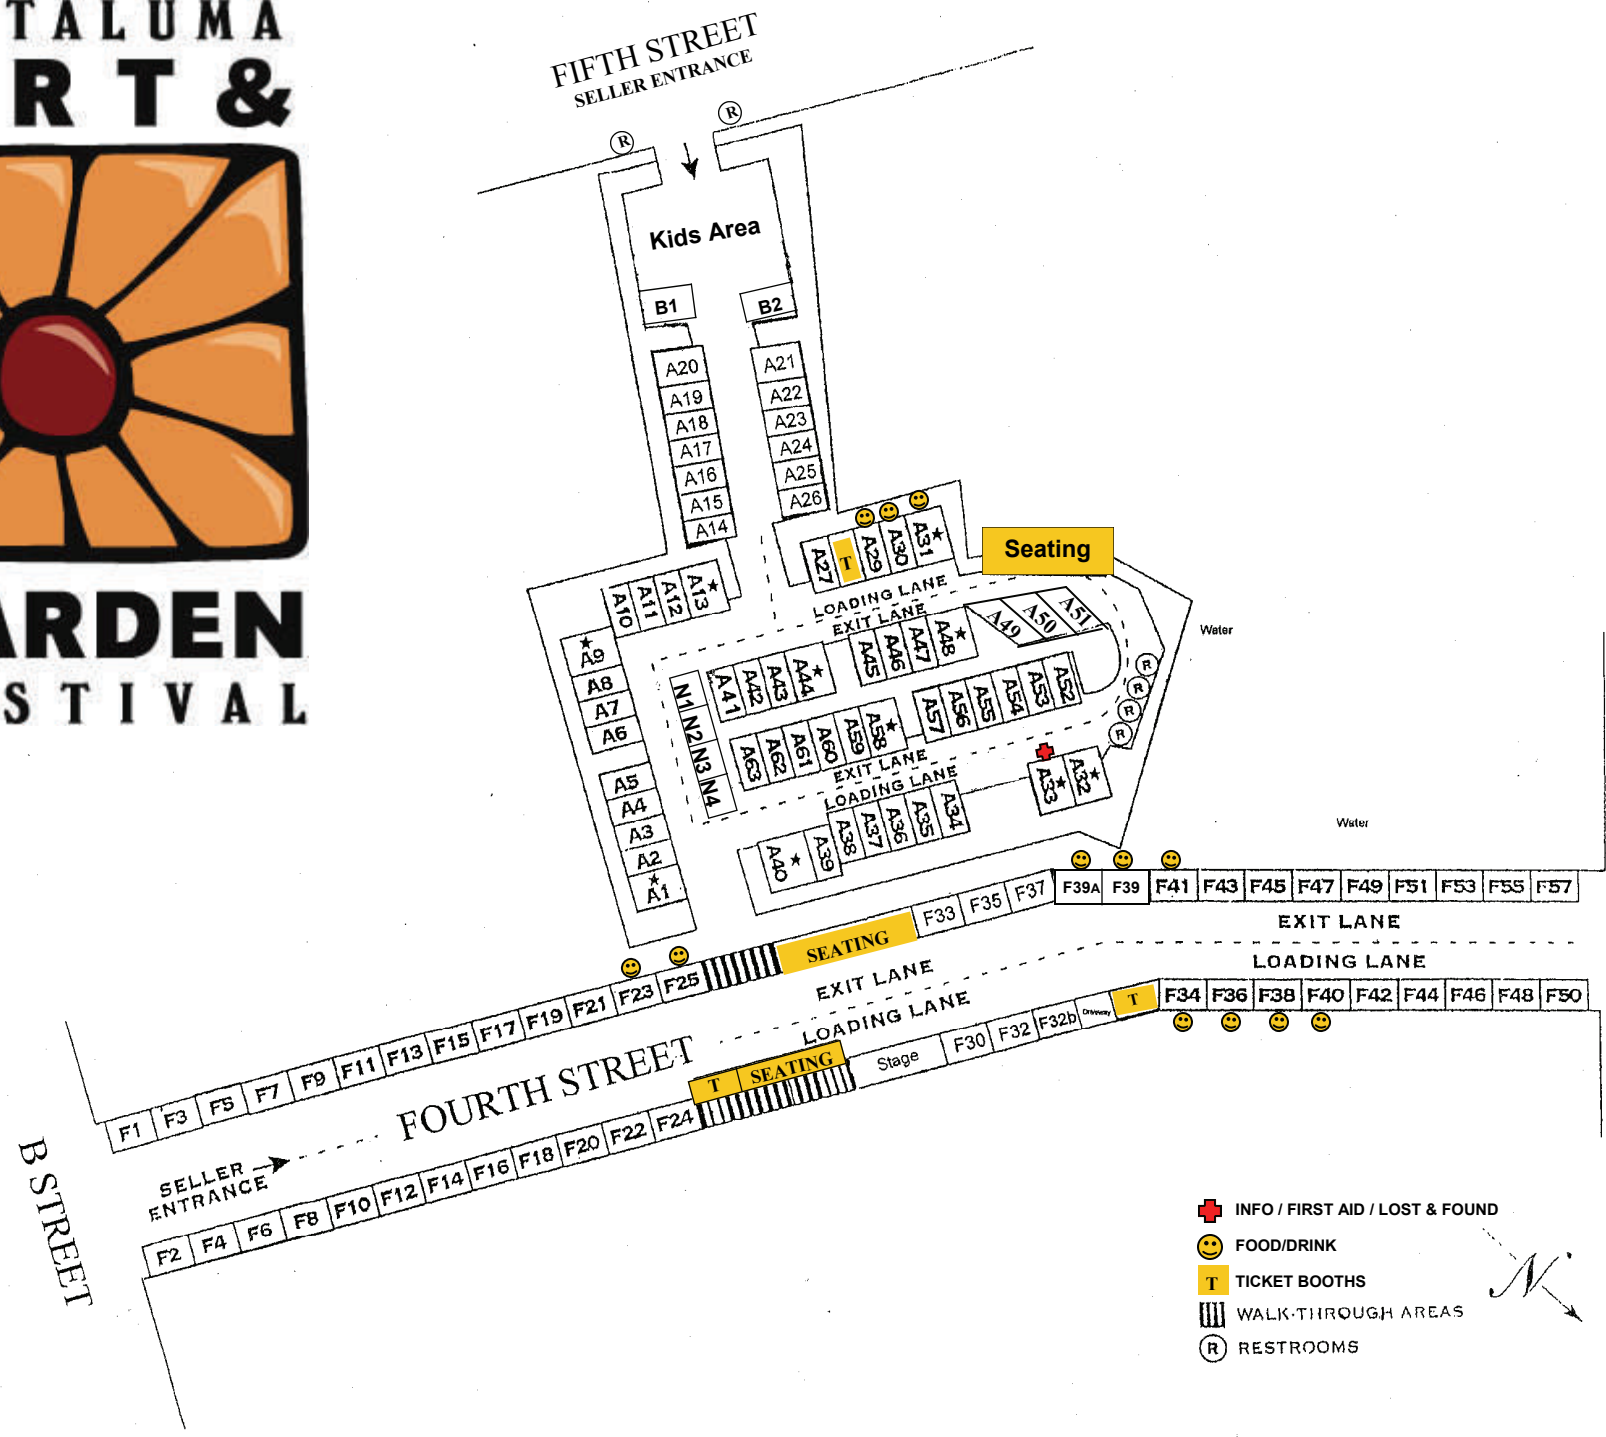 TALUMA
RT &
ARDEN
STIVAL
FIFTH STREET
SELLER ENTRANCE
R
R
Kids Area
B1
B2
A20
A19
A18
A17
A16
A15
A14
A21
A22
A23
A24
A25
A26
A27
T
A29
A30
A31
Seating
A10
A11
A12
A13
LOADING LANE
EXIT LANE
A49
A50
A51
Water
A9
A8
A7
A6
A5
A4
A3
A2
A1
N1
N2
N3
N4
A41
A42
A43
A44
A45
A46
A47
A48
A63
A62
A61
A60
A59
A58
A57
A56
A55
A54
A53
A52
R
R
R
R
EXIT LANE
LOADING LANE
A33
A32
A40
A39
A38
A37
A36
A35
A34
Water
F1
F3
F5
F7
F9
F11
F13
F15
F17
F19
F21
F23
F25
SEATING
F33
F35
F37
F39A
F39
F41
F43
F45
F47
F49
F51
F53
F55
F57
EXIT LANE
LOADING LANE
EXIT LANE
LOADING LANE
FOURTH STREET
SELLER
ENTRANCE
B STREET
F2
F4
F6
F8
F10
F12
F14
F16
F18
F20
F22
F24
T
SEATING
Stage
F30
F32
F32b
Driveway
T
F34
F36
F38
F40
F42
F44
F46
F48
F50
INFO / FIRST AID / LOST & FOUND
FOOD/DRINK
T TICKET BOOTHS
WALK-THROUGH AREAS
R RESTROOMS
N